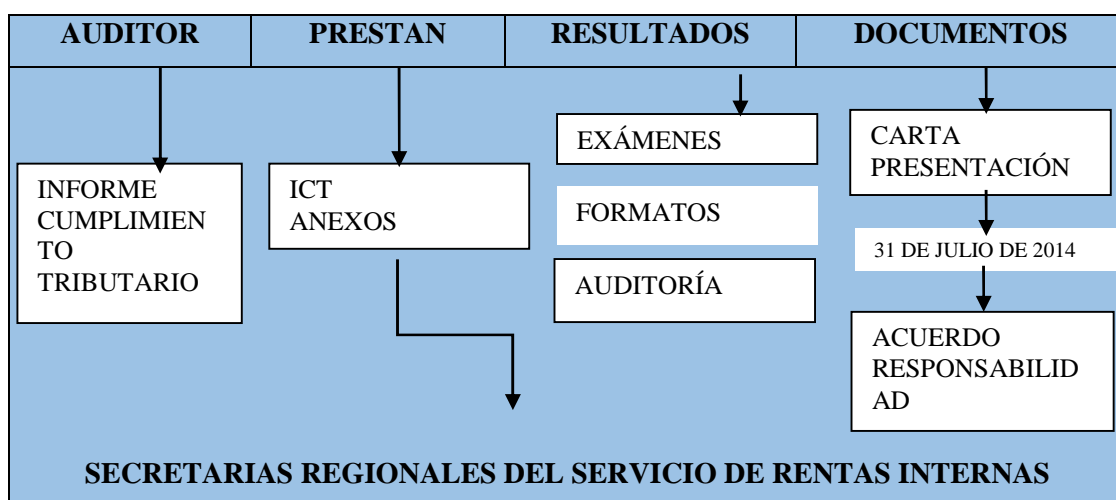 AUDITOR
PRESTAN
RESULTADOS
DOCUMENTOS
INFORME
CUMPLIMIEN
TO
TRIBUTARIO
ICT
ANEXOS
EXÁMENES
FORMATOS
AUDITORÍA
CARTA
PRESENTACIÓN
31 DE JULIO DE 2014
ACUERDO
RESPONSABILID
AD
SECRETARIAS REGIONALES DEL SERVICIO DE RENTAS INTERNAS